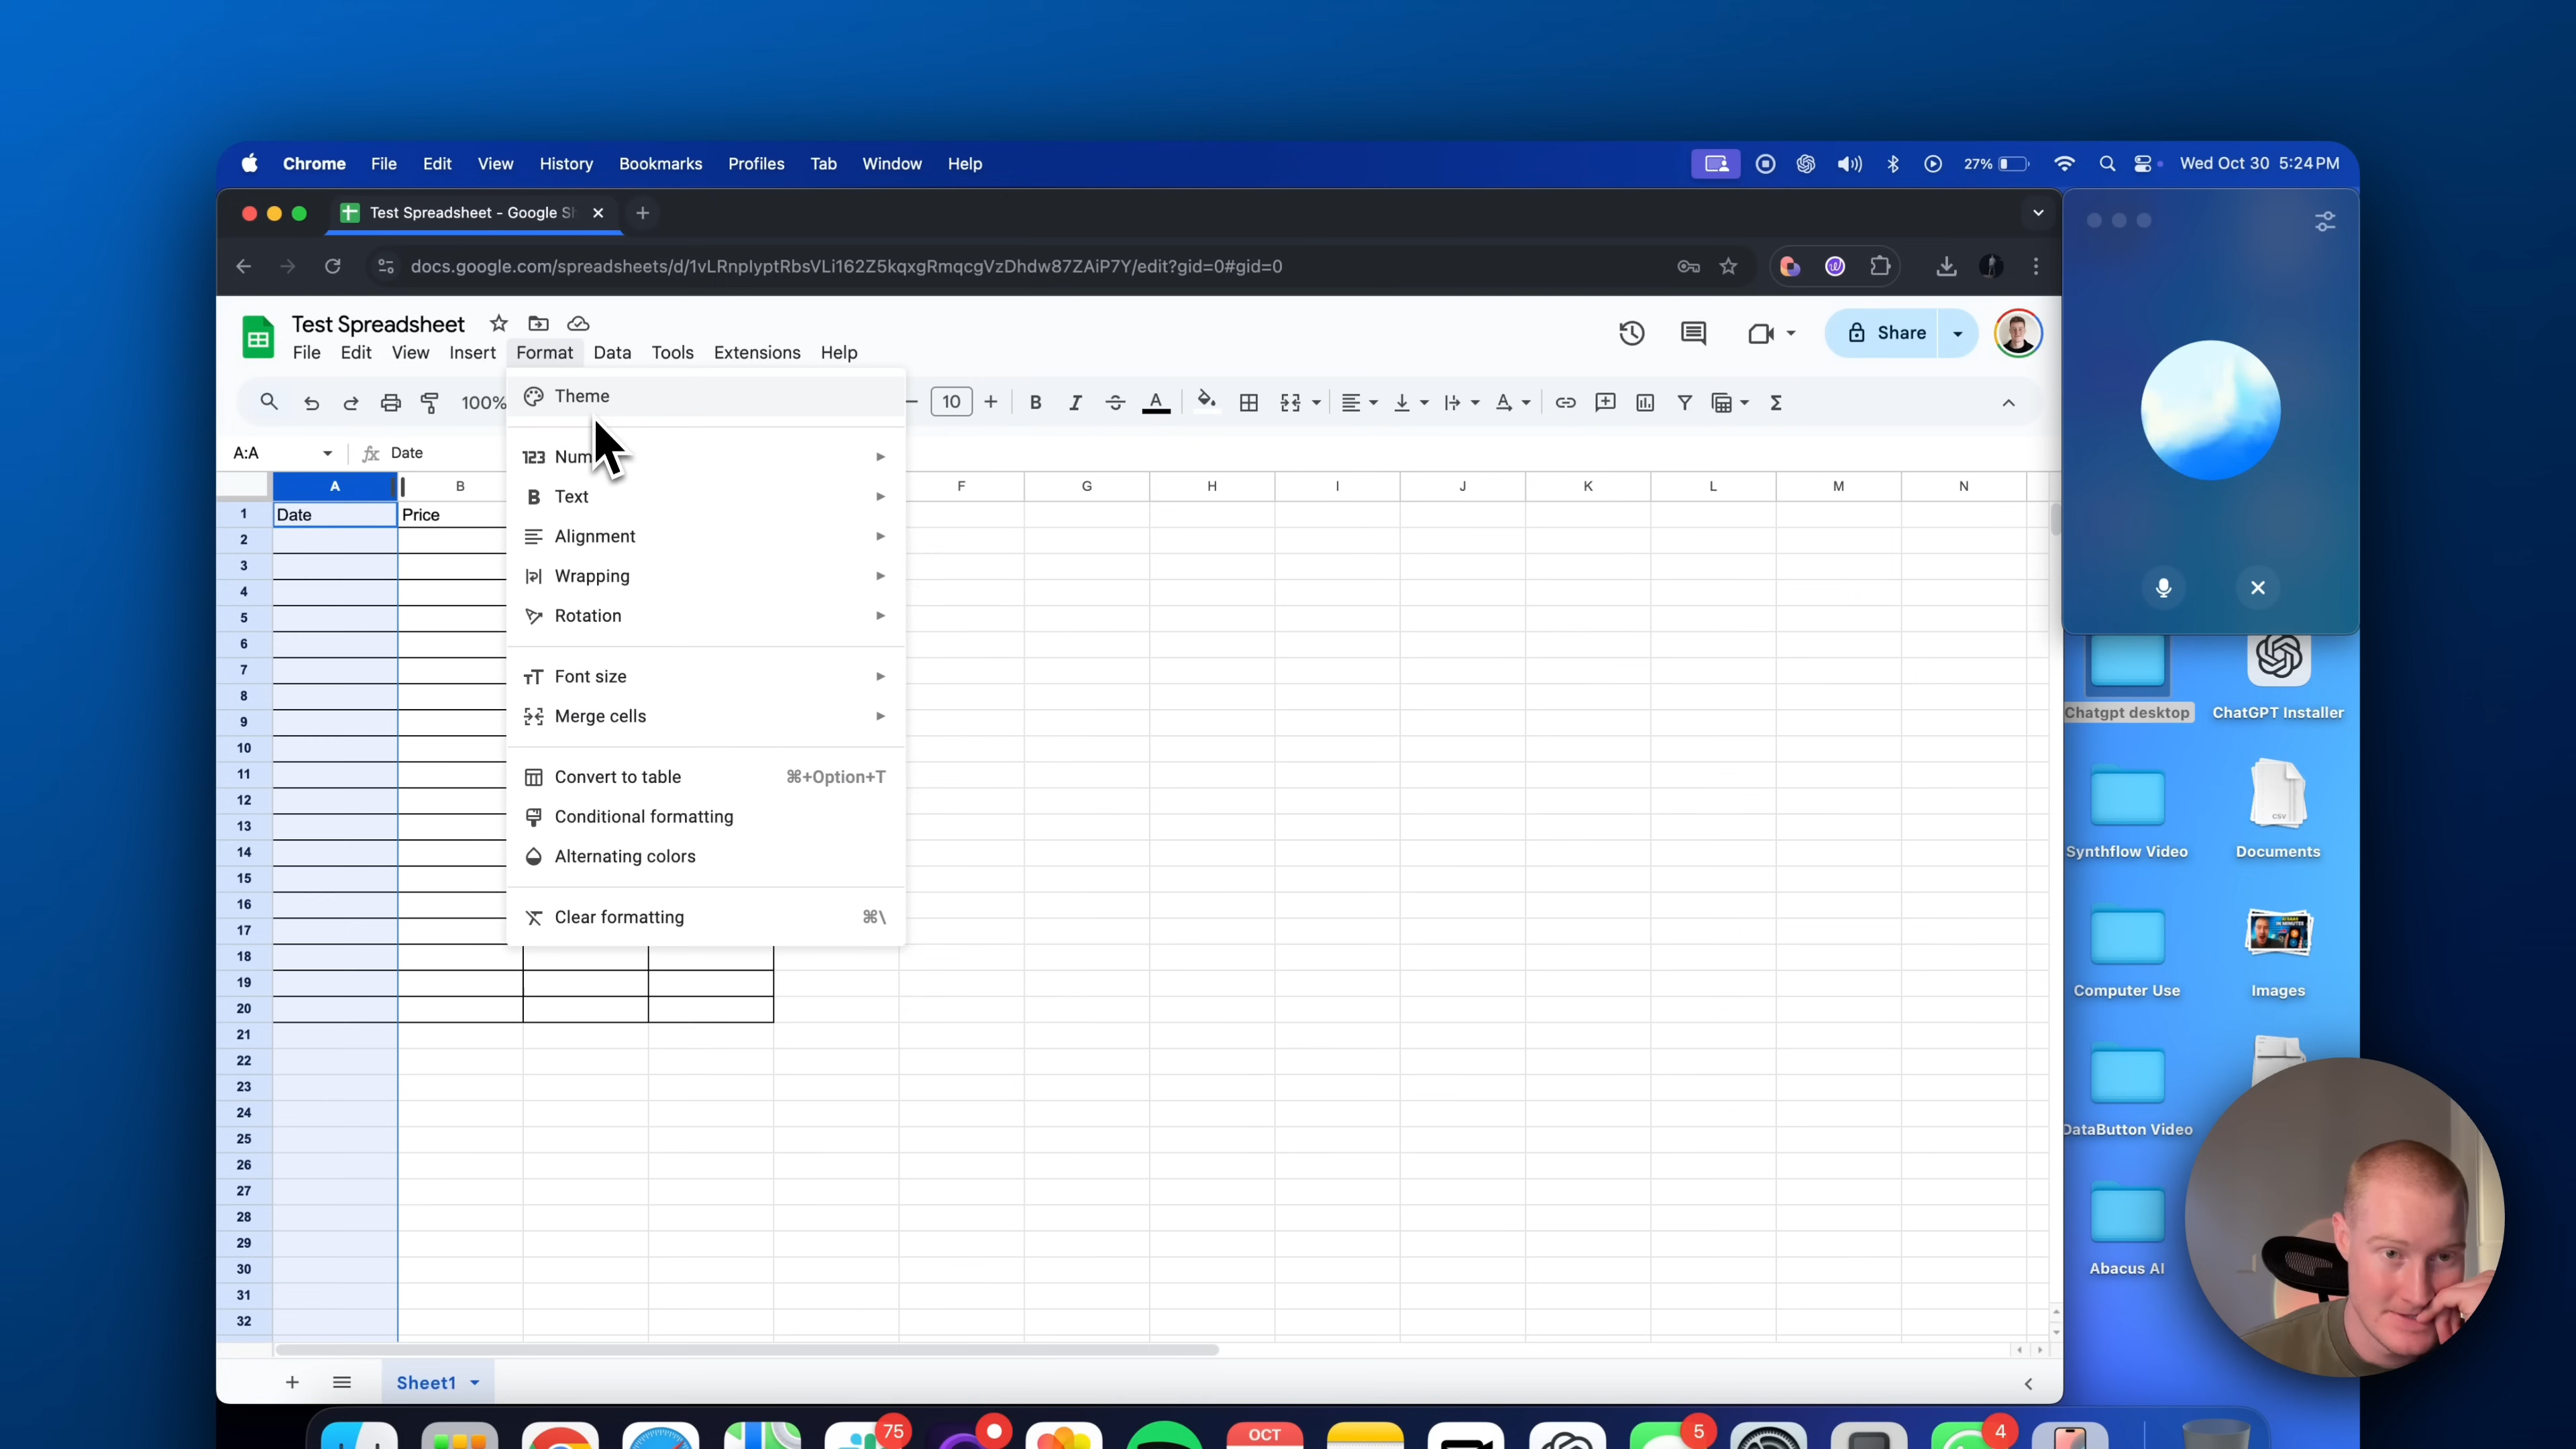 Chrome File Edit View History Bookmarks Profiles Tab Window Help 27% Wed Oct 30 5:24 PM
Test Spreadsheet - Google Sh
docs.google.com/spreadsheets/d/1vLRnpIyptRbsVLi162Z5kqxgRmqcgVzDhdw87ZAiP7Y/edit?gid=0#gid=0
Test Spreadsheet
File Edit View Insert Format Data Tools Extensions Help
Share
100% 10
A:A fx Date
Theme
123 Num
B Text
Alignment
Wrapping
Rotation
Font size
Merge cells
Convert to table ⌘+Option+T
Conditional formatting
Alternating colors
Clear formatting ⌘\
A B F G H I J K L M N
1 Date Price
2
3
4
5
6
7
8
9
10
11
12
13
14
15
16
17
18
19
20
21
22
23
24
25
26
27
28
29
30
31
32
Sheet1
Chatgpt desktop ChatGPT Installer
CSV
Synthflow Video Documents
Computer Use Images
DataButton Video
Abacus AI
75 OCT 5 4